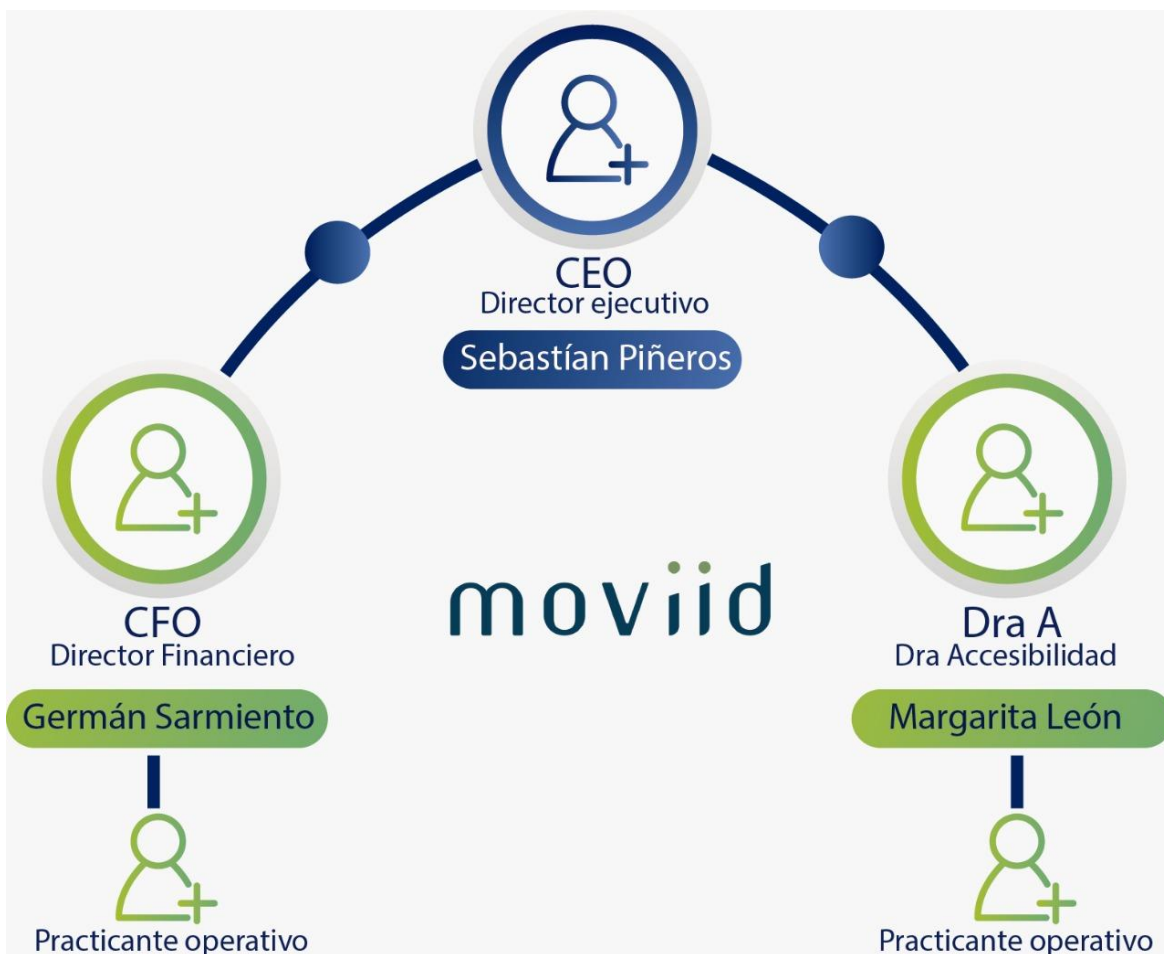 CEO
Director ejecutivo
Sebastían Piñeros
CFO
Director Financiero
Germán Sarmiento
moviid
Dra A
Dra Accesibilidad
Margarita León
Practicante operativo
Practicante operativo